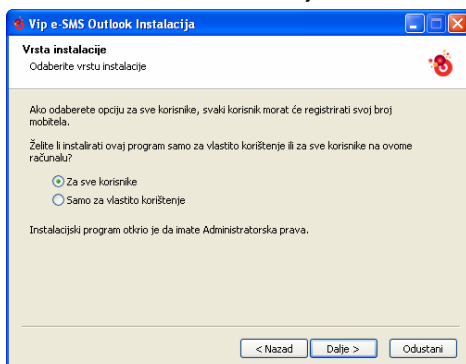 Vip e-SMS Outlook Instalacija
Vrsta instalacije
Odaberite vrstu instalacije
Ako odaberete opciju za sve korisnike, svaki korisnik morat će registrirati svoj broj
mobitela.
Želite li instalirati ovaj program samo za vlastito korištenje ili za sve korisnike na ovome
računalu?
Za sve korisnike
Samo za vlastito korištenje
Instalacijski program otkrio je da imate Administratorska prava.
< Nazad
Dalje >
Odustani